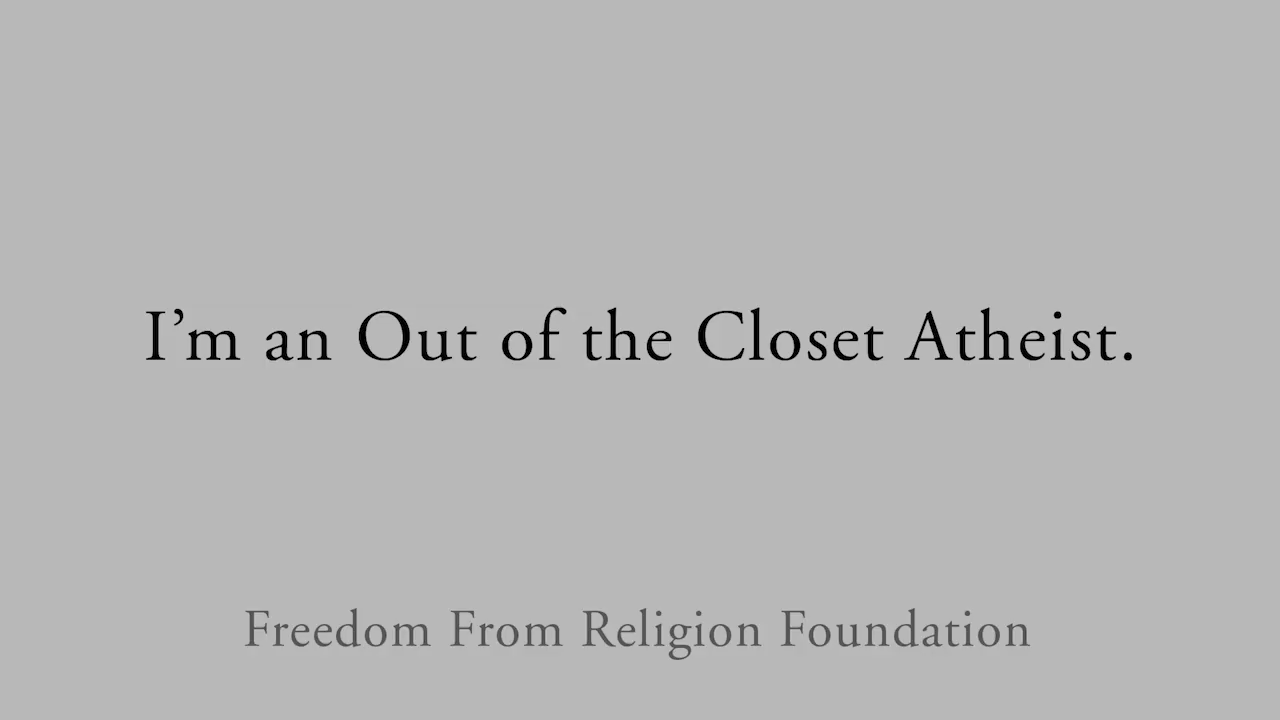 I’m an Out of the Closet Atheist.
Freedom From Religion Foundation